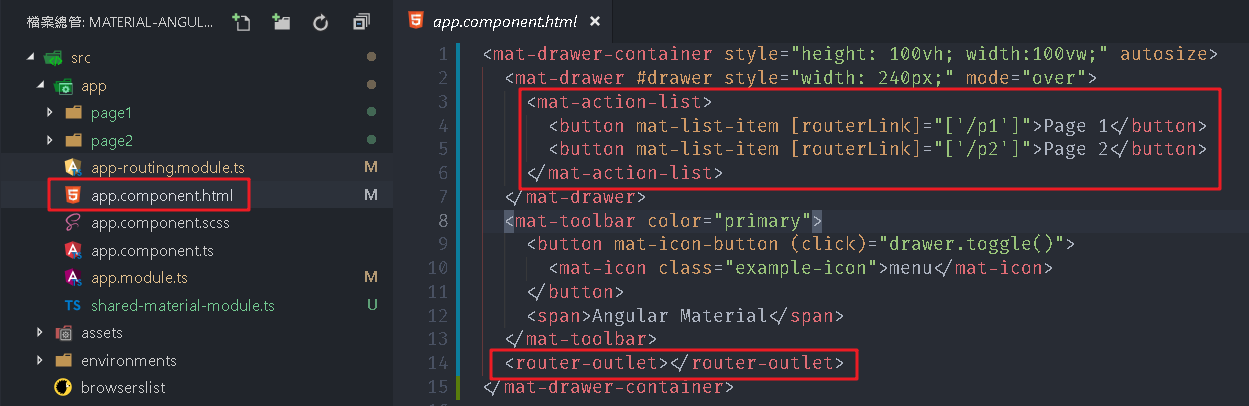 檔案總管: MATERIAL-ANGUL...
src
app
page1
page2
app-routing.module.ts M
app.component.html M
app.component.scss
app.component.ts
app.module.ts M
TS shared-material-module.ts U
assets
environments
browserslist
app.component.html ×
1 <mat-drawer-container style="height: 100vh; width:100vw;" autosize>
2 <mat-drawer #drawer style="width: 240px;" mode="over">
3 <mat-action-list>
4 <button mat-list-item [routerLink]="['/p1']">Page 1</button>
5 <button mat-list-item [routerLink]="['/p2']">Page 2</button>
6 </mat-action-list>
7 </mat-drawer>
8 <mat-toolbar color="primary">
9 <button mat-icon-button (click)="drawer.toggle()">
10 <mat-icon class="example-icon">menu</mat-icon>
11 </button>
12 <span>Angular Material</span>
13 </mat-toolbar>
14 <router-outlet></router-outlet>
15 </mat-drawer-container>